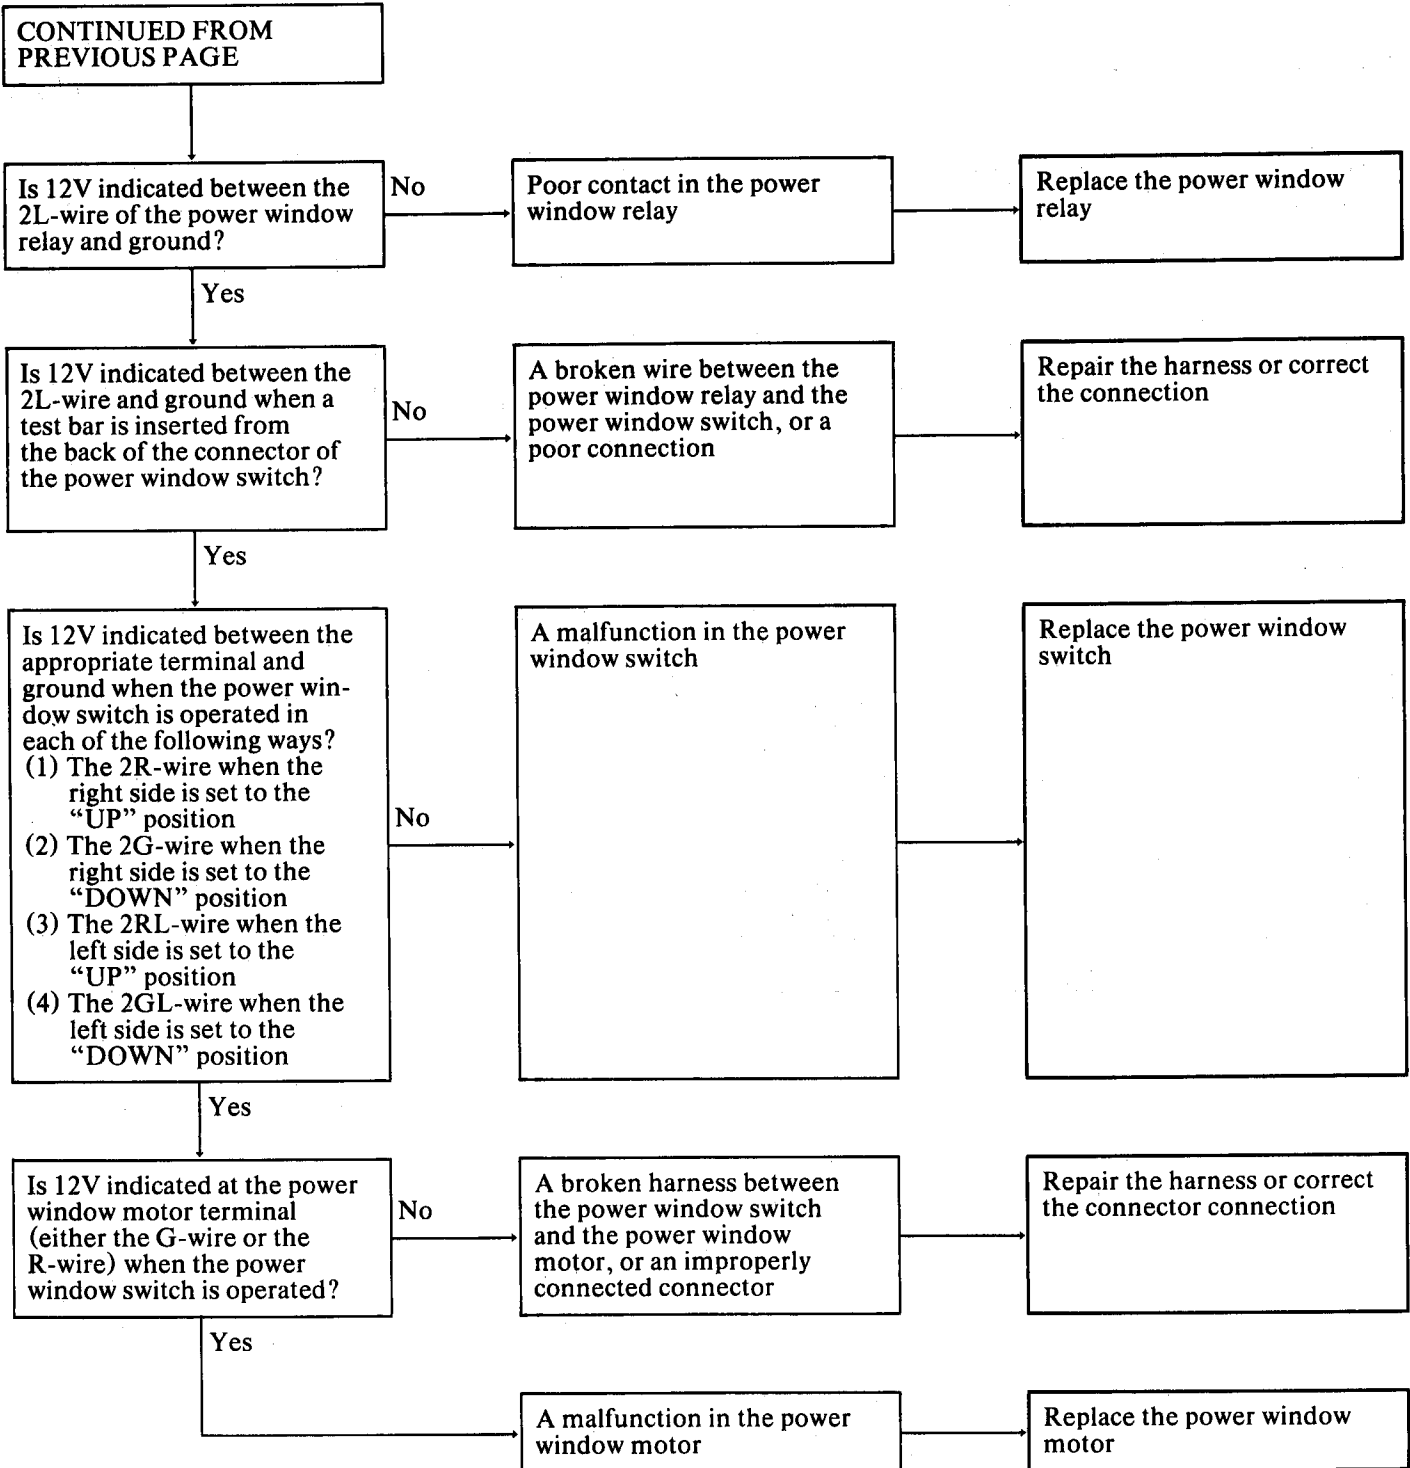 CONTINUED FROM
PREVIOUS PAGE
Is 12V indicated between the
2L-wire of the power window
relay and ground?
No
Poor contact in the power
window relay
Replace the power window
relay
Yes
Is 12V indicated between the
2L-wire and ground when a
test bar is inserted from
the back of the connector of
the power window switch?
No
A broken wire between the
power window relay and the
power window switch, or a
poor connection
Repair the harness or correct
the connection
Yes
Is 12V indicated between the
appropriate terminal and
ground when the power win-
dow switch is operated in
each of the following ways?
(1) The 2R-wire when the
right side is set to the
“UP” position
(2) The 2G-wire when the
right side is set to the
“DOWN” position
(3) The 2RL-wire when the
left side is set to the
“UP” position
(4) The 2GL-wire when the
left side is set to the
“DOWN” position
No
A malfunction in the power
window switch
Replace the power window
switch
Yes
Is 12V indicated at the power
window motor terminal
(either the G-wire or the
R-wire) when the power
window switch is operated?
No
A broken harness between
the power window switch
and the power window
motor, or an improperly
connected connector
Repair the harness or correct
the connector connection
Yes
A malfunction in the power
window motor
Replace the power window
motor